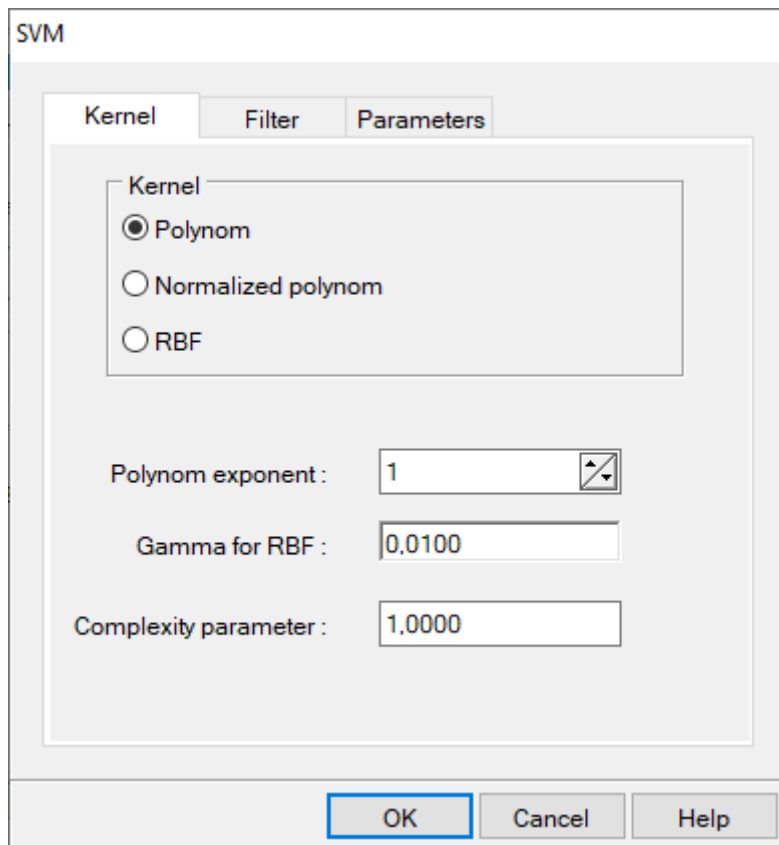 SVM
Kernel Filter Parameters
Kernel
Polynom
Normalized polynom
RBF
Polynom exponent : 1
Gamma for RBF : 0,0100
Complexity parameter : 1,0000
OK Cancel Help